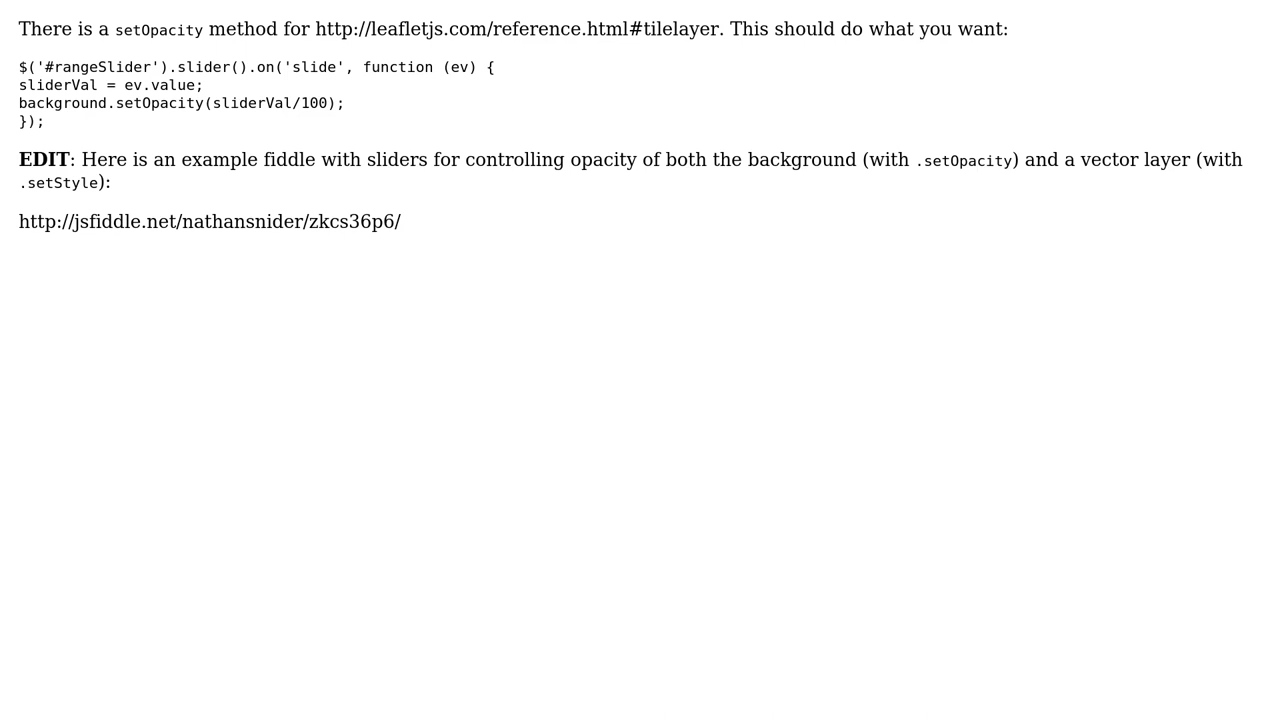 There is a setOpacity method for http://leafletjs.com/reference.html#tilelayer. This should do what you want:
$('#rangeSlider').slider().on('slide', function (ev) {
sliderVal = ev.value;
background.setOpacity(sliderVal/100);
});
EDIT: Here is an example fiddle with sliders for controlling opacity of both the background (with .setOpacity) and a vector layer (with
.setStyle):
http://jsfiddle.net/nathansnider/zkcs36p6/